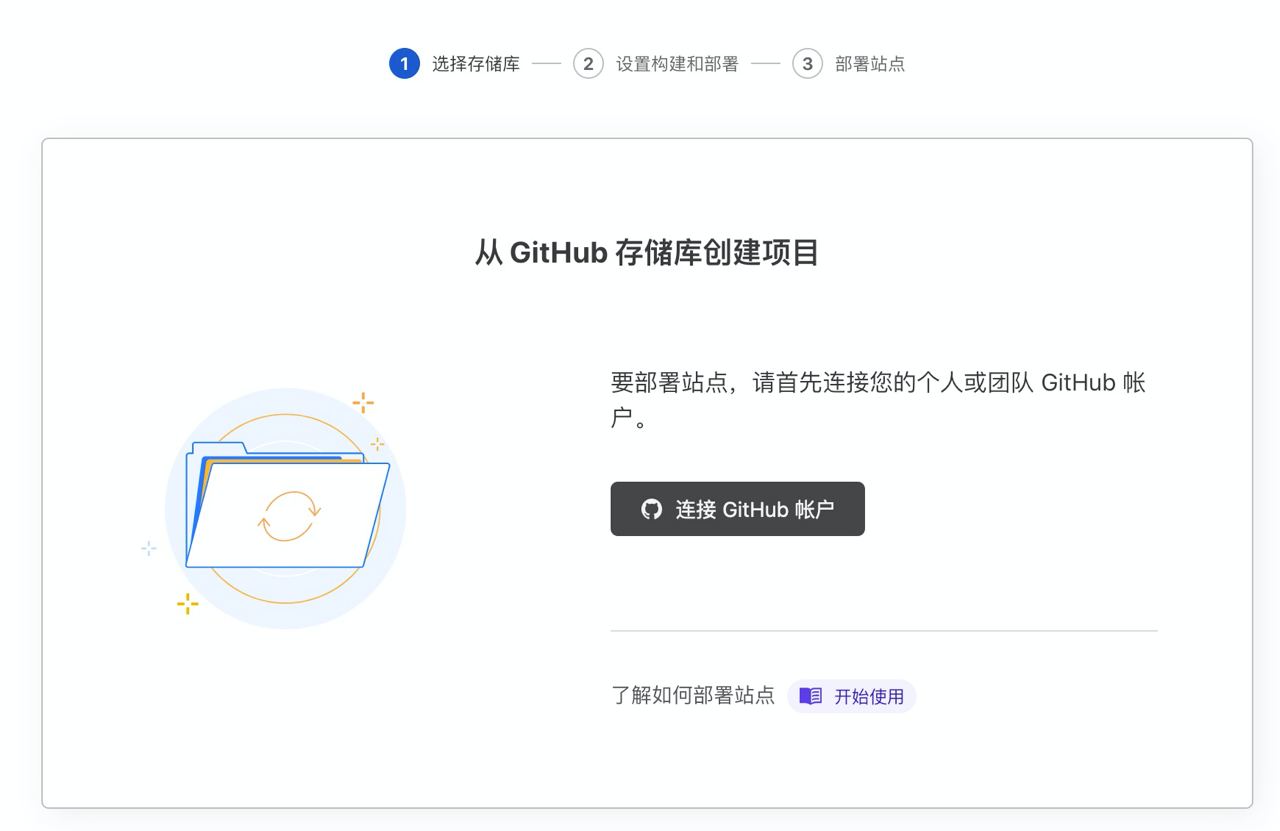 1 选择存储库 2 设置构建和部署 3 部署站点
从 GitHub 存储库创建项目
要部署站点，请首先连接您的个人或团队 GitHub 帐
户。
连接 GitHub 帐户
了解如何部署站点 开始使用